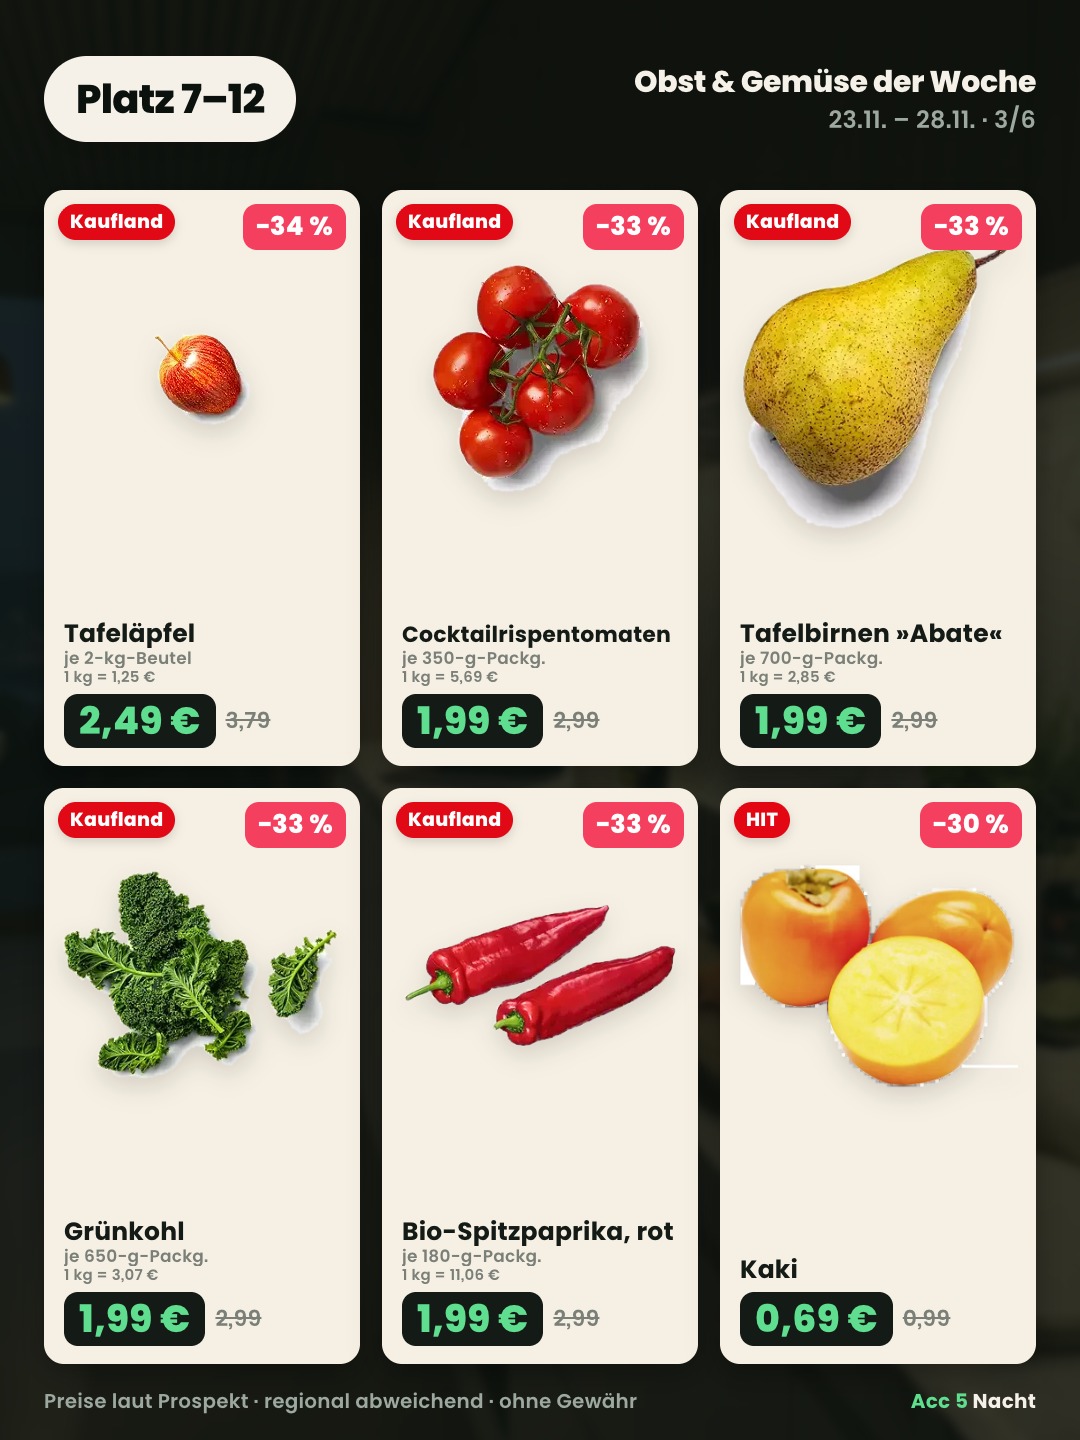 Platz 7–12
Obst & Gemüse der Woche
23.11. – 28.11. · 3/6
Kaufland
-34 %
Tafeläpfel
je 2-kg-Beutel
1 kg = 1,25 €
2,49 € 3,79
Kaufland
-33 %
Cocktailrispentomaten
je 350-g-Packg.
1 kg = 5,69 €
1,99 € 2,99
Kaufland
-33 %
Tafelbirnen »Abate«
je 700-g-Packg.
1 kg = 2,85 €
1,99 € 2,99
Kaufland
-33 %
Grünkohl
je 650-g-Packg.
1 kg = 3,07 €
1,99 € 2,99
Kaufland
-33 %
Bio-Spitzpaprika, rot
je 180-g-Packg.
1 kg = 11,06 €
1,99 € 2,99
HIT
-30 %
Kaki
0,69 € 0,99
Preise laut Prospekt · regional abweichend · ohne Gewähr
Acc 5 Nacht